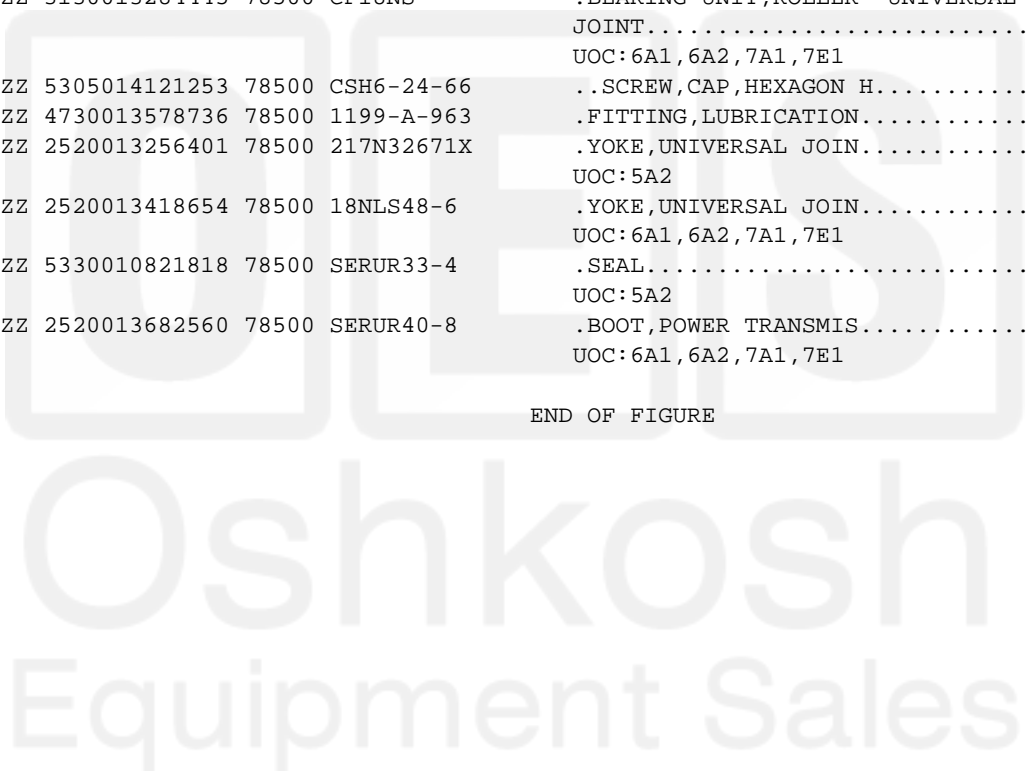 JOINT...........................
UOC:6A1,6A2,7A1,7E1
ZZ 5305014121253 78500 CSH6-24-66 ..SCREW,CAP,HEXAGON H...........
ZZ 4730013578736 78500 1199-A-963 .FITTING,LUBRICATION............
ZZ 2520013256401 78500 217N32671X .YOKE,UNIVERSAL JOIN............
UOC:5A2
ZZ 2520013418654 78500 18NLS48-6 .YOKE,UNIVERSAL JOIN............
UOC:6A1,6A2,7A1,7E1
ZZ 5330010821818 78500 SERUR33-4 .SEAL...........................
UOC:5A2
ZZ 2520013682560 78500 SERUR40-8 .BOOT,POWER TRANSMIS............
UOC:6A1,6A2,7A1,7E1
END OF FIGURE
OES
Oshkosh
Equipment Sales